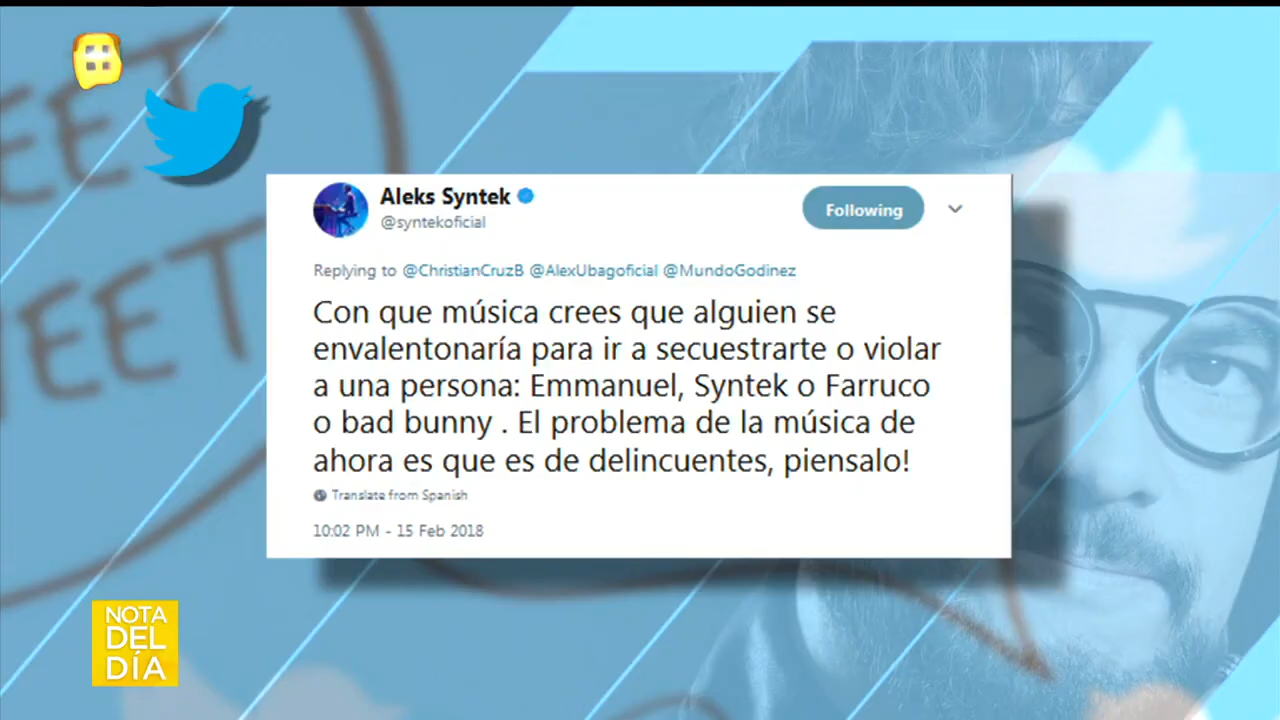 Aleks Syntek
@syntekoficial
Following
Replying to @ChristianCruzB @AlexUbagoficial @MundoGodinez
Con que música crees que alguien se
envalentonaría para ir a secuestrarte o violar
a una persona: Emmanuel, Syntek o Farruco
o bad bunny . El problema de la música de
ahora es que es de delincuentes, piensalo!
Translate from Spanish
10:02 PM - 15 Feb 2018
NOTA
DEL
DÍA